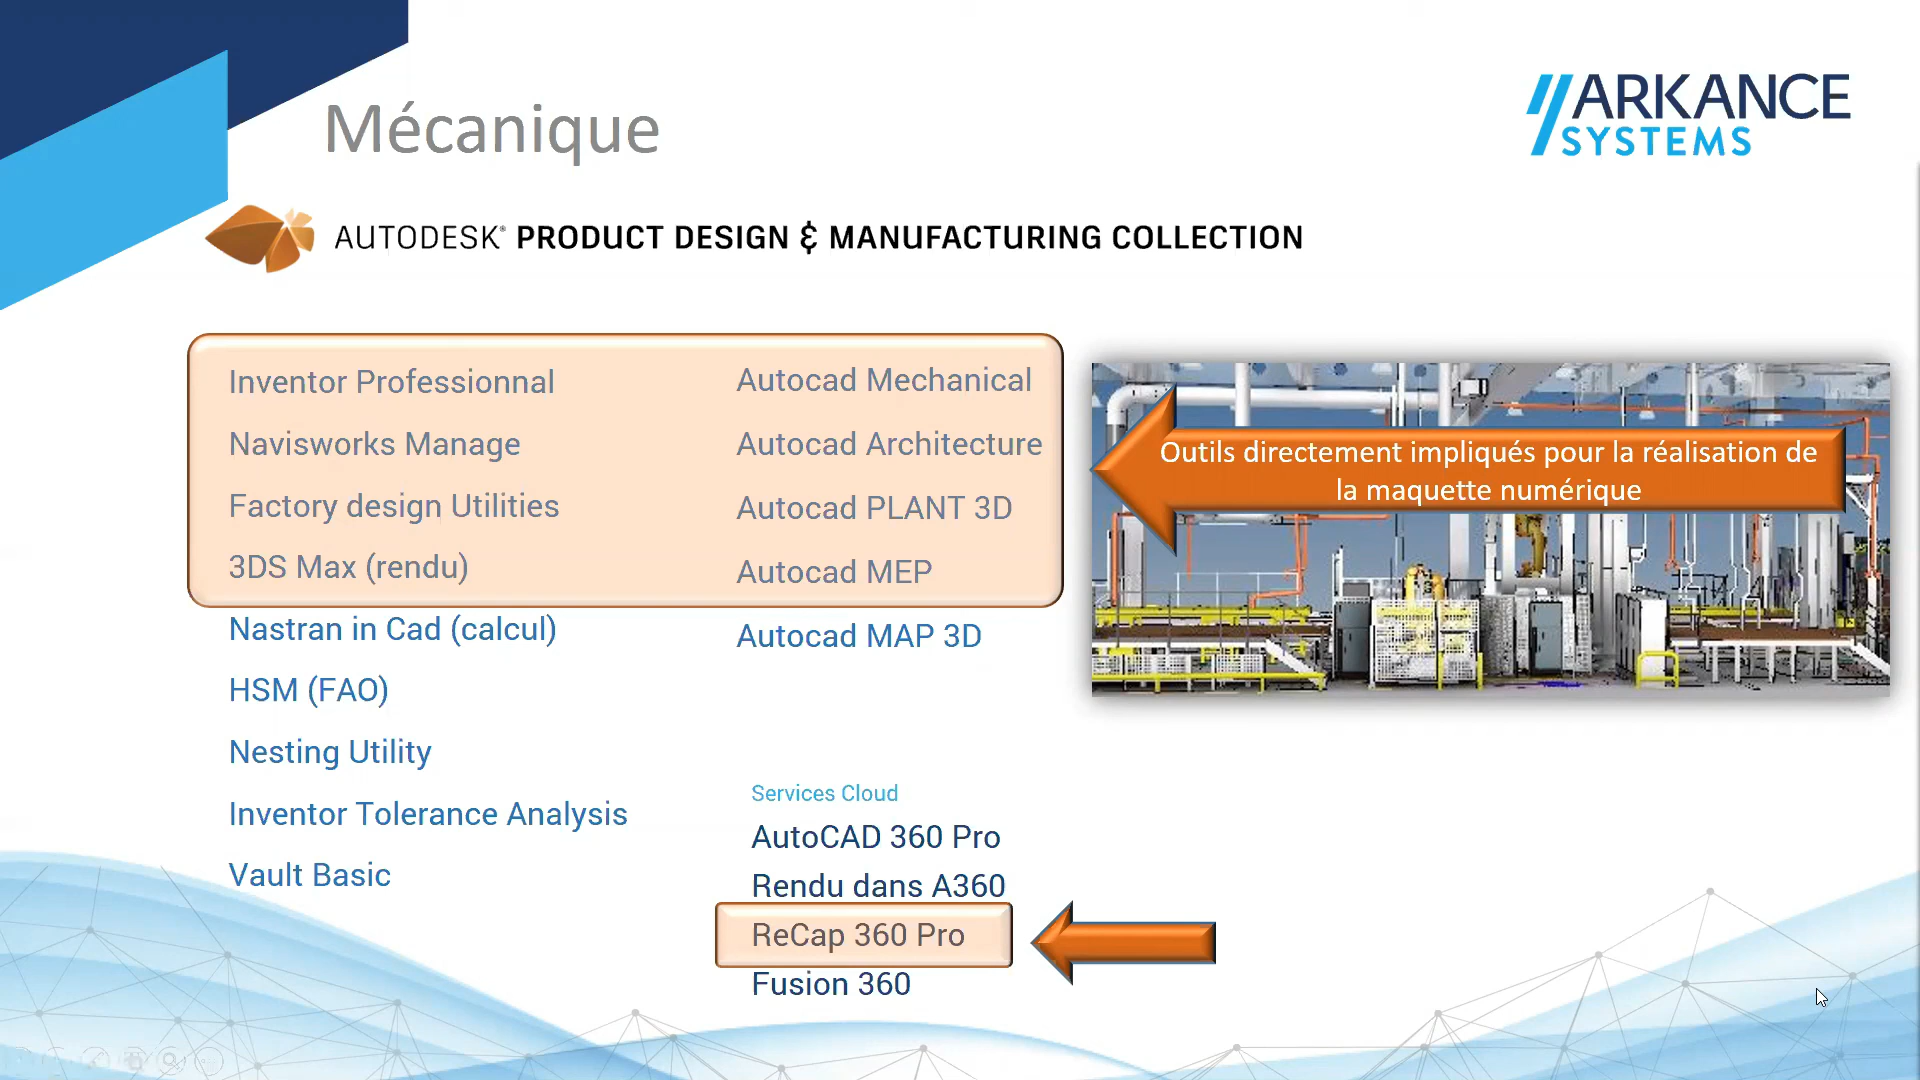 Mécanique
ARKANCE
SYSTEMS
AUTODESK® PRODUCT DESIGN & MANUFACTURING COLLECTION
Inventor Professionnal
Navisworks Manage
Factory design Utilities
3DS Max (rendu)
Nastran in Cad (calcul)
HSM (FAO)
Nesting Utility
Inventor Tolerance Analysis
Vault Basic
Autocad Mechanical
Autocad Architecture
Autocad PLANT 3D
Autocad MEP
Autocad MAP 3D
Outils directement impliqués pour la réalisation de
la maquette numérique
Services Cloud
AutoCAD 360 Pro
Rendu dans A360
ReCap 360 Pro
Fusion 360